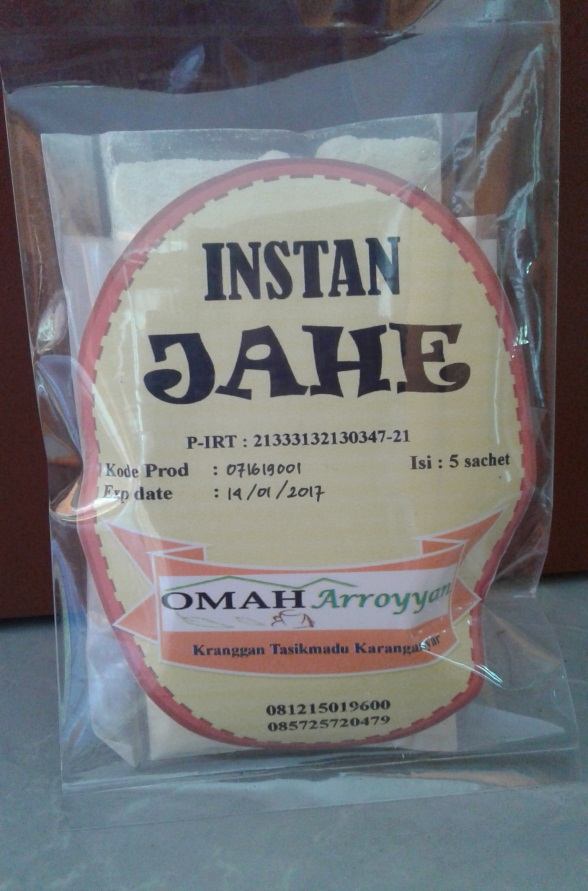 INSTAN
JAHE
P-IRT : 21333132130347-21
Kode Prod : 071619001
Isi : 5 sachet
Exp date : 14/01/2017
OMAH Arroyyan
Kranggan Tasikmadu Karanganyar
081215019600
085725720479